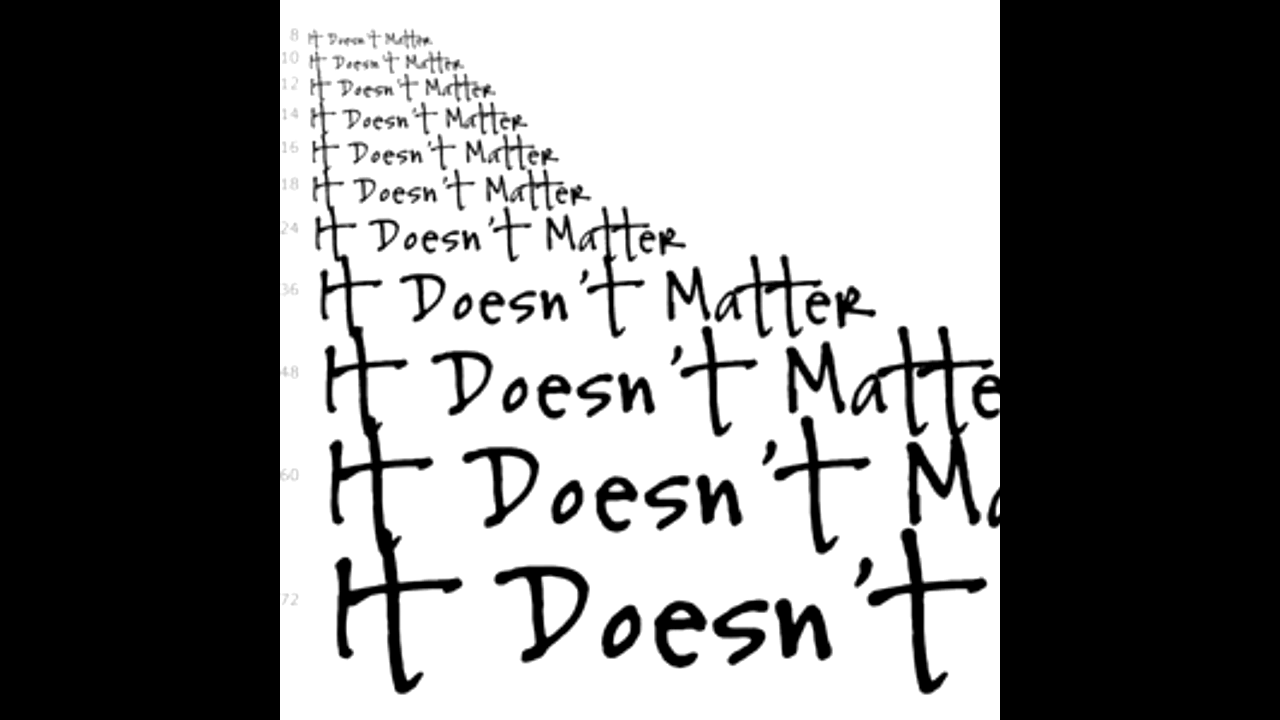 8 It Doesn't Matter
10 It Doesn't Matter
12 It Doesn't Matter
14 It Doesn't Matter
16 It Doesn't Matter
18 It Doesn't Matter
24 It Doesn't Matter
36 It Doesn't Matter
48 It Doesn't Matte
60 It Doesn't Ma
72 It Doesn't